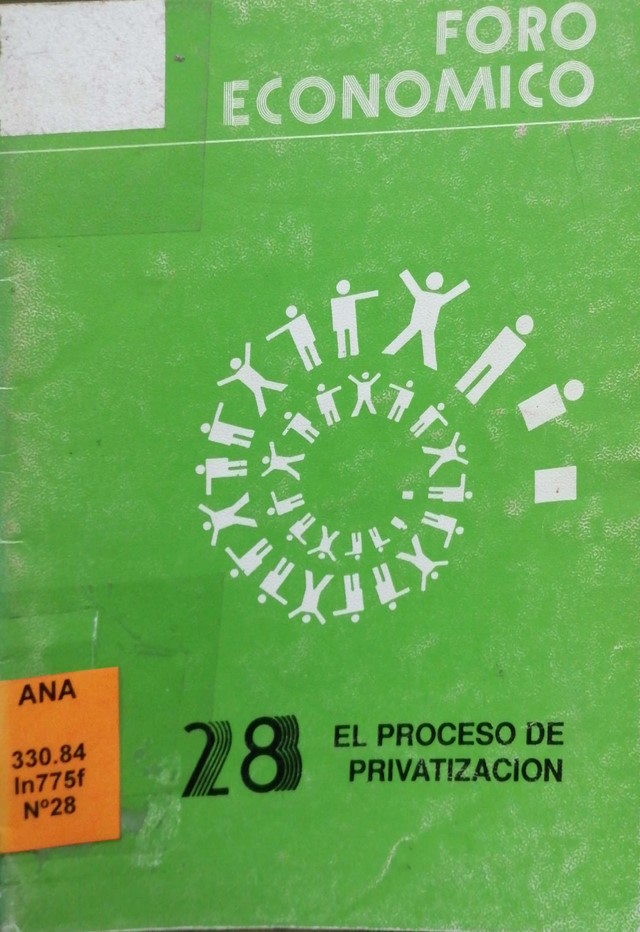 FORO
ECONOMICO
ANA
330.84
In775f
Nº28
28
EL PROCESO DE
PRIVATIZACION